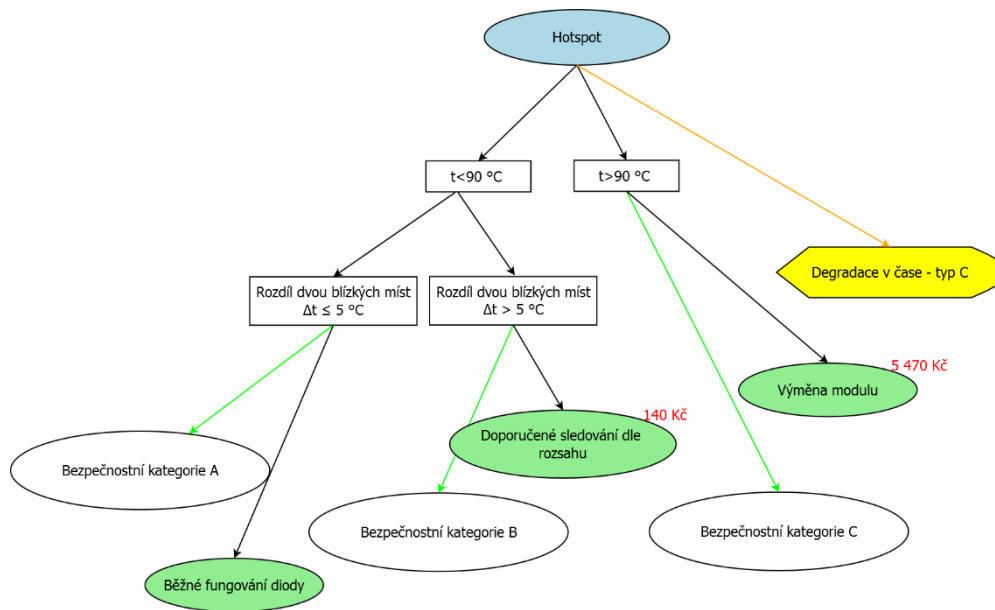 Hotspot
t<90 °C
t>90 °C
Degradace v čase - typ C
Rozdíl dvou blízkých míst
Δt ≤ 5 °C
Rozdíl dvou blízkých míst
Δt > 5 °C
5 470 Kč
Výměna modulu
140 Kč
Doporučené sledování dle
rozsahu
Bezpečnostní kategorie A
Bezpečnostní kategorie B
Bezpečnostní kategorie C
Běžné fungování diody